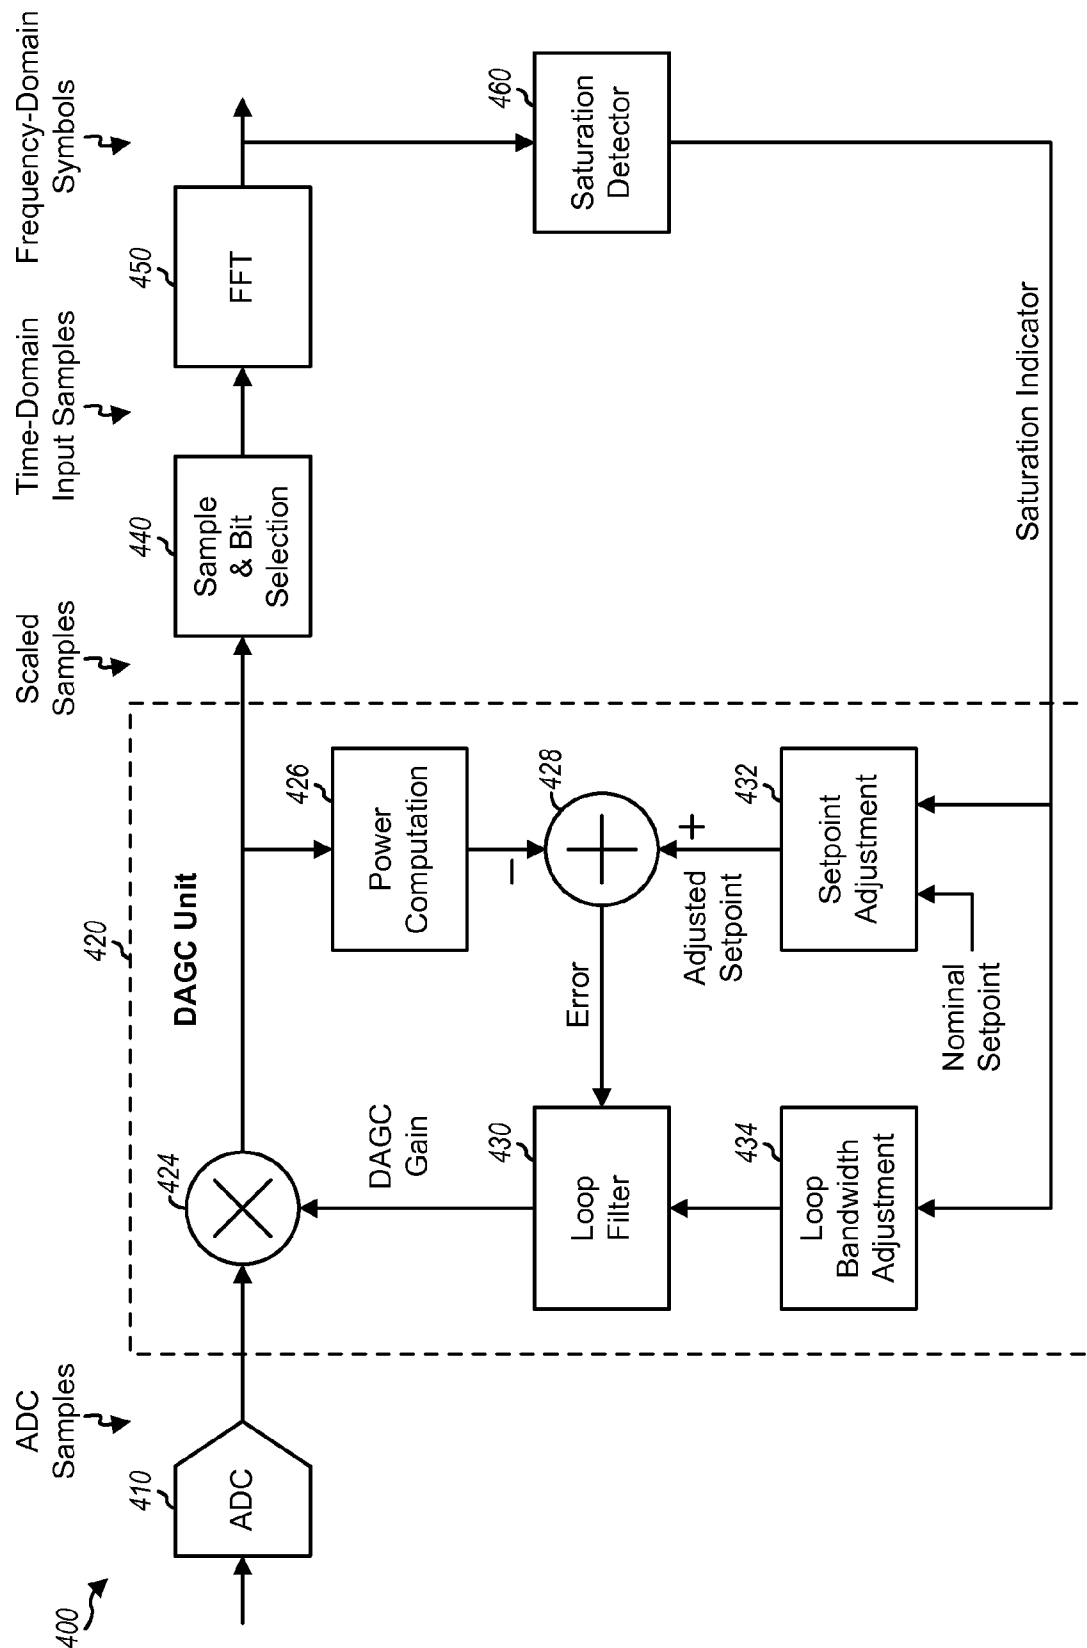 400
410
ADC
ADC
Samples
420
DAGC Unit
424
DAGC
Gain
430
Loop
Filter
434
Loop
Bandwidth
Adjustment
Error
426
Power
Computation
−
428
+
Adjusted
Setpoint
432
Setpoint
Adjustment
Nominal
Setpoint
Scaled
Samples
440
Sample
& Bit
Selection
Time-Domain
Input Samples
450
FFT
Frequency-Domain
Symbols
460
Saturation
Detector
Saturation Indicator